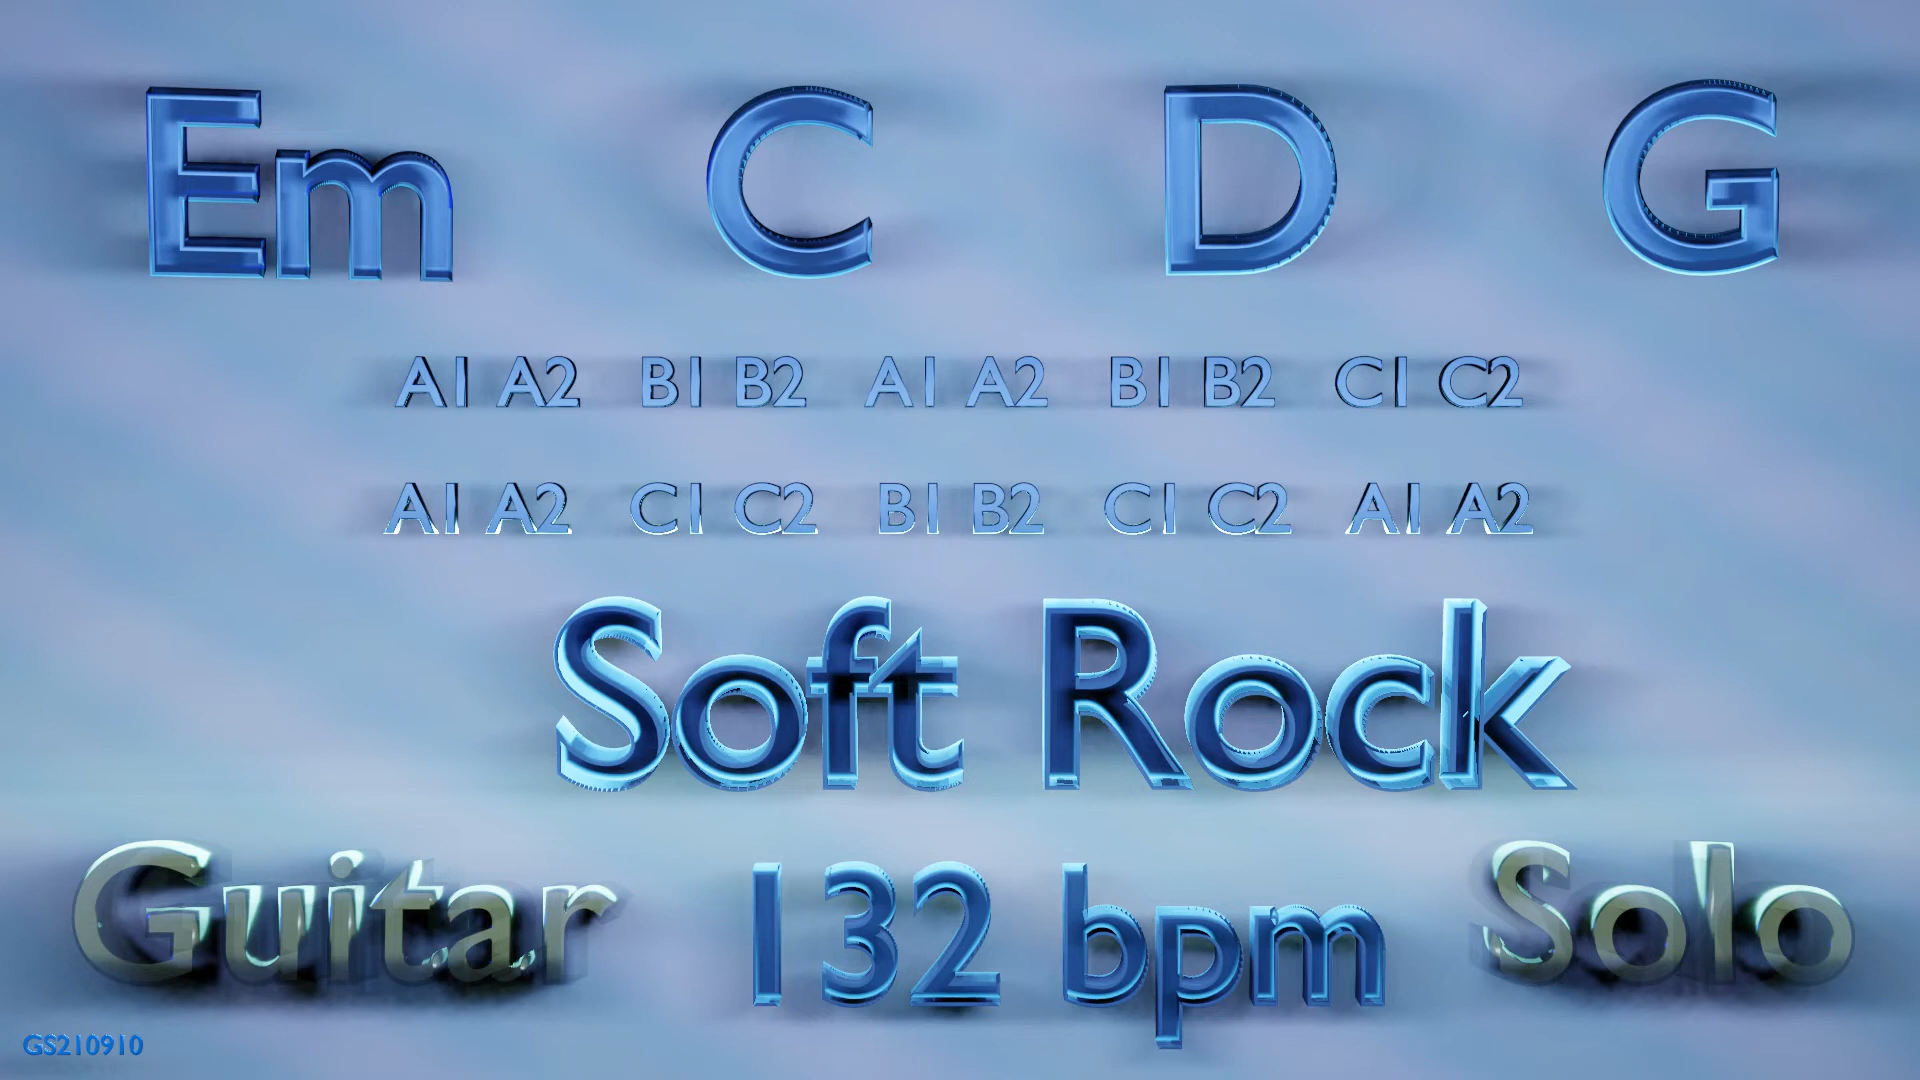 Em C D G
A1 A2 B1 B2 A1 A2 B1 B2 C1 C2
A1 A2 C1 C2 B1 B2 C1 C2 A1 A2
Soft Rock
Guitar 132 bpm Solo
GS210910